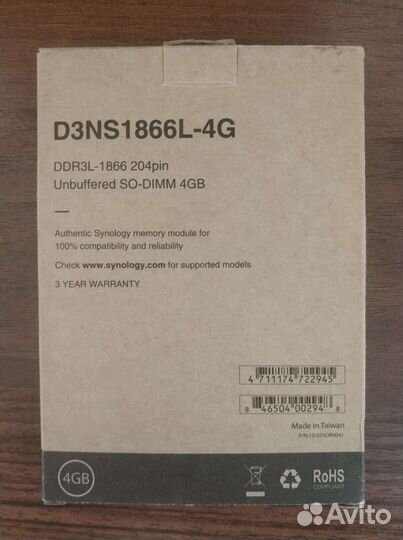 D3NS1866L-4G
DDR3L-1866 204pin
Unbuffered SO-DIMM 4GB
Authentic Synology memory module for
100% compatibility and reliability
Check www.synology.com for supported models
3 YEAR WARRANTY
4 711174 722945
8 46504 00294 8
Made in Taiwan
4GB
RoHS
COMPLIANT
Avito